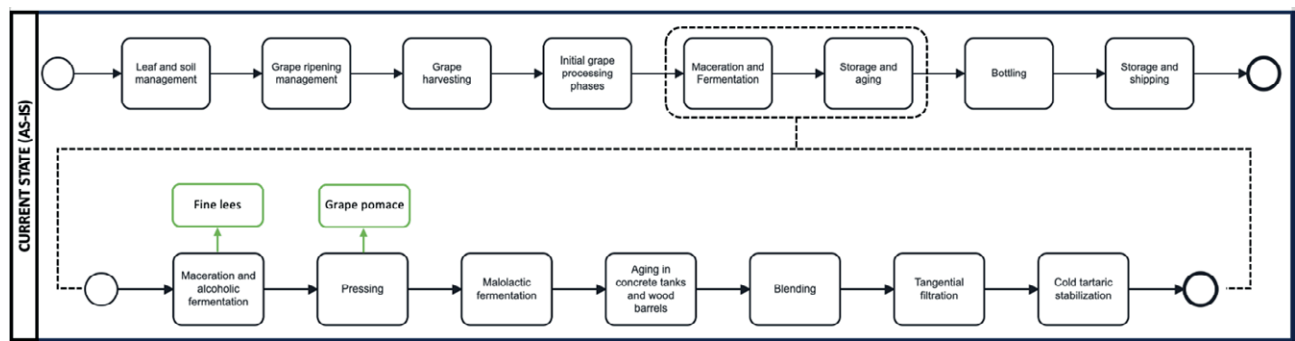 CURRENT STATE (AS-IS)
Leaf and soil
management
Grape ripening
management
Grape
harvesting
Initial grape
processing
phases
Maceration and
Fermentation
Storage and
aging
Bottling
Storage and
shipping
Fine lees
Grape pomace
Maceration and
alcoholic
fermentation
Pressing
Malolactic
fermentation
Aging in
concrete tanks
and wood
barrels
Blending
Tangential
filtration
Cold tartaric
stabilization